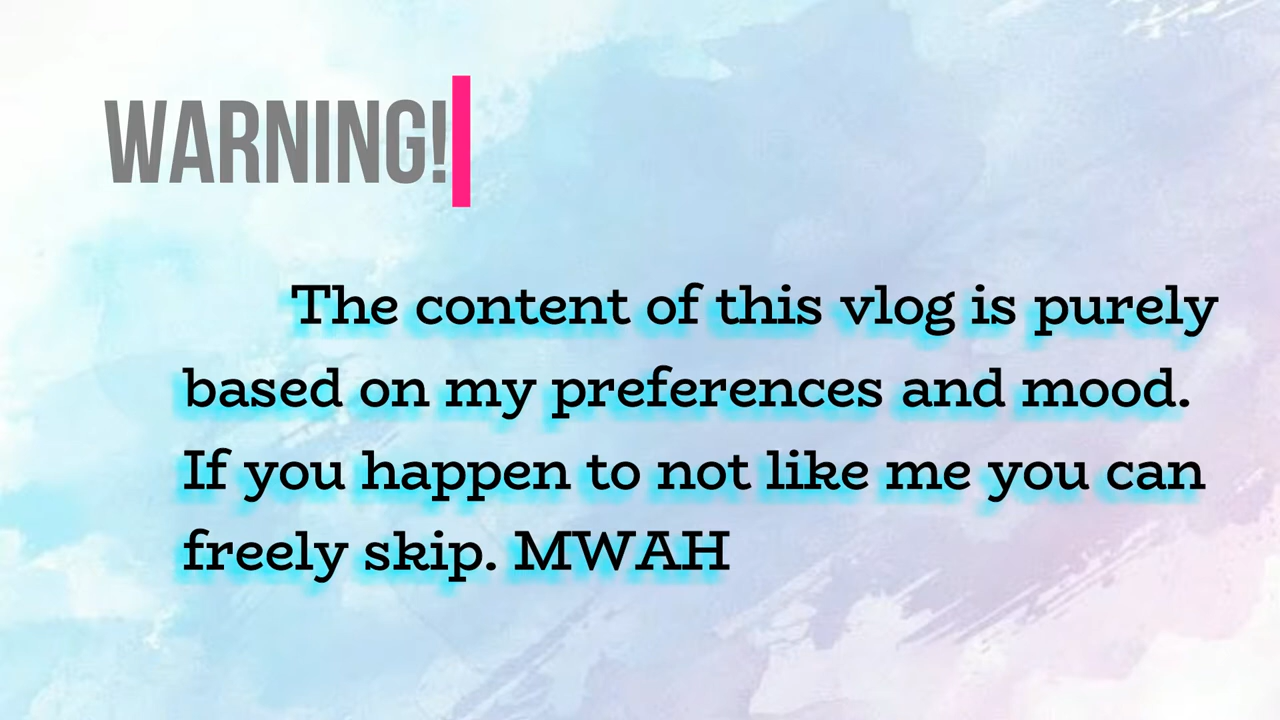 WARNING!
The content of this vlog is purely
based on my preferences and mood.
If you happen to not like me you can
freely skip. MWAH